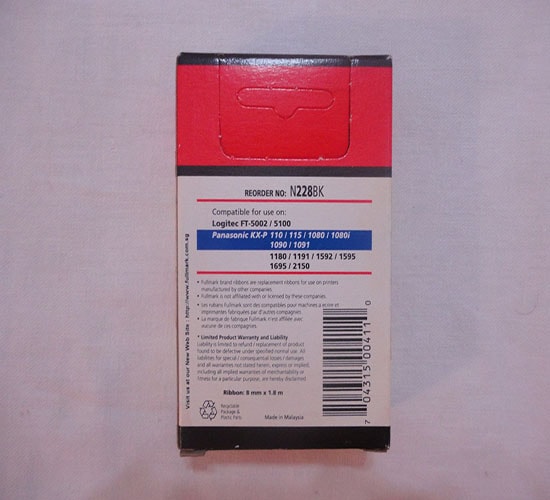 REORDER NO: N228BK
Compatible for use on:
Logitec FT-5002 / 5100
Panasonic KX-P 110 / 115 / 1080 / 1080i
1090 / 1091
1180 / 1191 / 1592 / 1595
1695 / 2150
• Fullmark brand ribbons are replacement ribbons for use on printers
manufactured by other companies
• Fullmark is not affiliated with or licensed by these companies.
• Les rubans Fullmark sont des compatibles pour machines a ecrire et
imprimantes fabriquées par d'autres compagnies
• La marque de fabrique Fullmark n'est affiliée avec
aucune de ces compagnies.
* Limited Product Warranty and Liability
Liability is limited to refund / replacement of product
found to be defective under specified normal use. All
liabilities for special / consequential losses / damages
and all warranties not stated herein, express or implied,
including all implied warranties of merchantability or
fitness for a particular purpose, are hereby disclaimed.
Ribbon: 8 mm x 1.8 m
Recyclable
Package &
Plastic Parts
Made in Malaysia
Visit us at our New Web Site : http://www.fullmark.com.sg
7 04315 00411 0